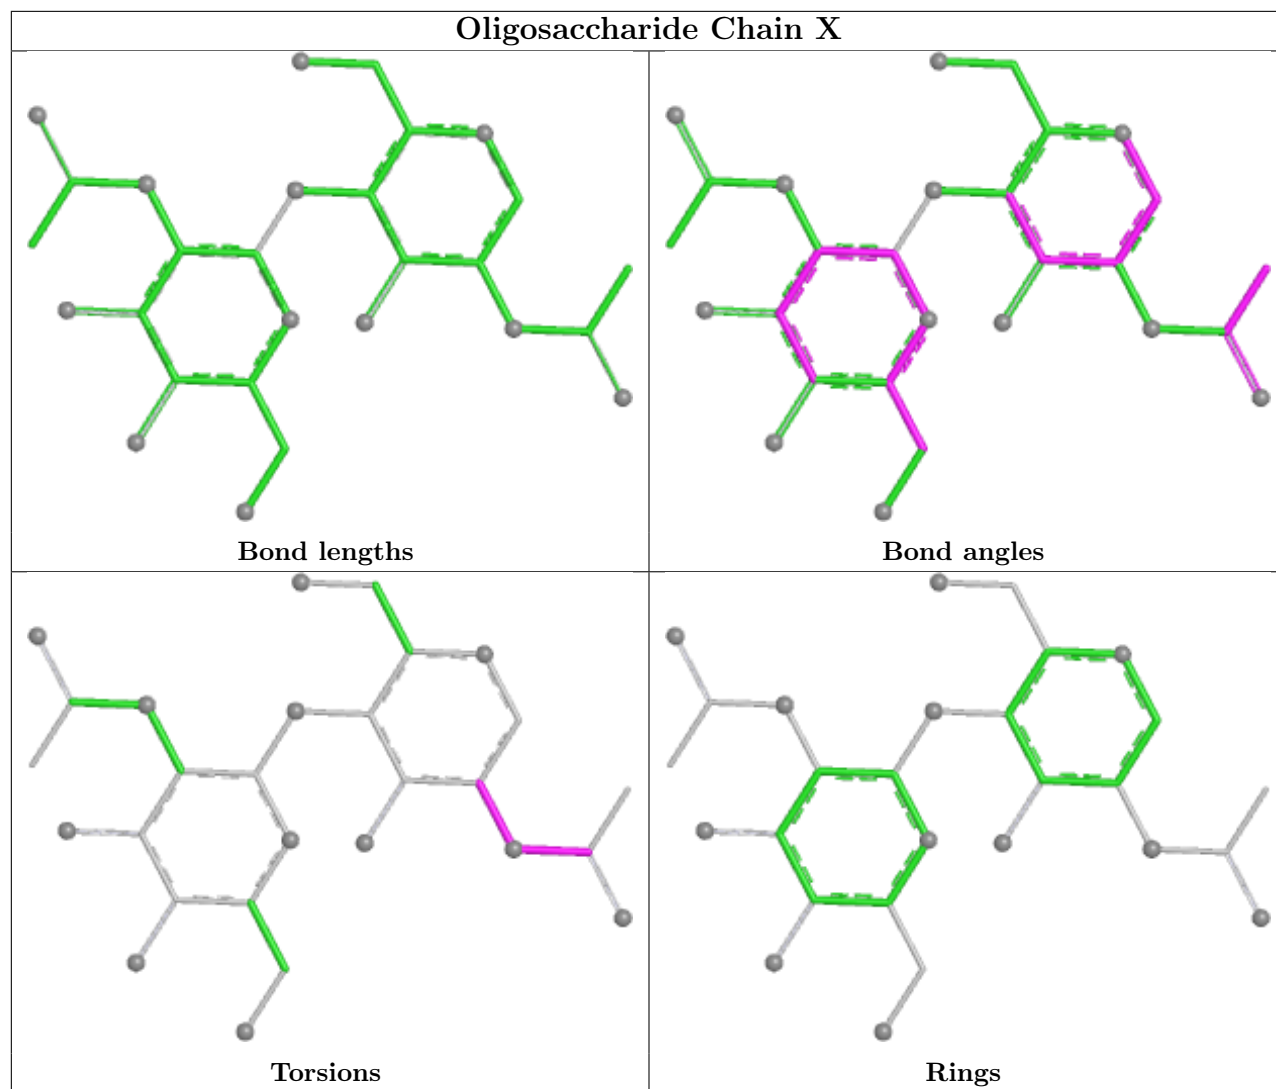 Oligosaccharide Chain X
Bond lengths
Bond angles
Torsions
Rings